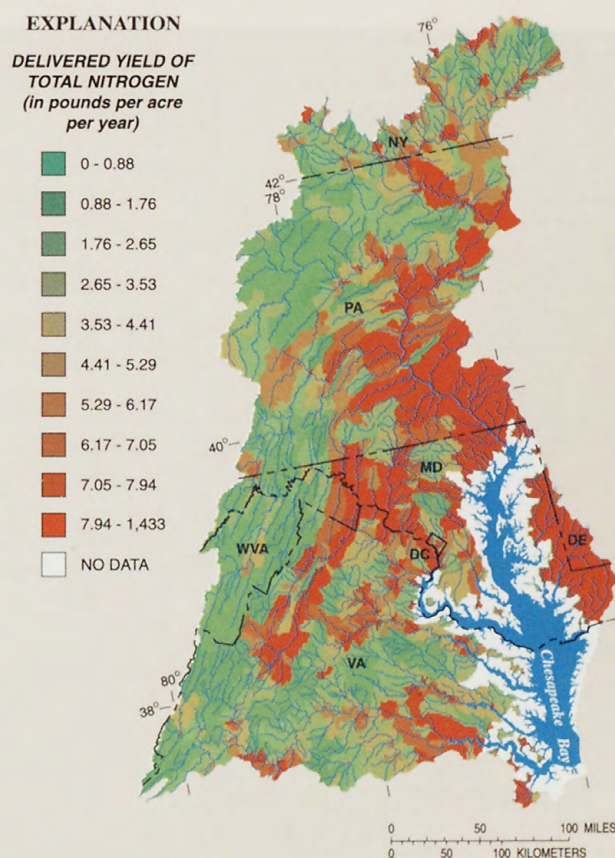 EXPLANATION
DELIVERED YIELD OF
TOTAL NITROGEN
(in pounds per acre
per year)
0 - 0.88
0.88 - 1.76
1.76 - 2.65
2.65 - 3.53
3.53 - 4.41
4.41 - 5.29
5.29 - 6.17
6.17 - 7.05
7.05 - 7.94
7.94 - 1,433
NO DATA
76°
NY
42°
78°
PA
40°
MD
WVA
DC
DE
VA
80°
38°
Chesapeake Bay
0 50 100 MILES
0 50 100 KILOMETERS